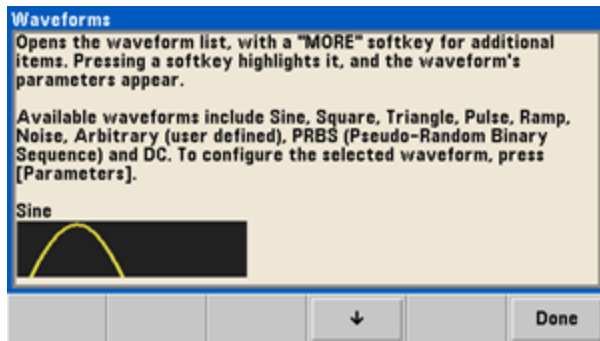 Waveforms
Opens the waveform list, with a "MORE" softkey for additional
items. Pressing a softkey highlights it, and the waveform's
parameters appear.
Available waveforms include Sine, Square, Triangle, Pulse, Ramp,
Noise, Arbitrary (user defined), PRBS (Pseudo-Random Binary
Sequence) and DC. To configure the selected waveform, press
[Parameters].
Sine
↓ Done